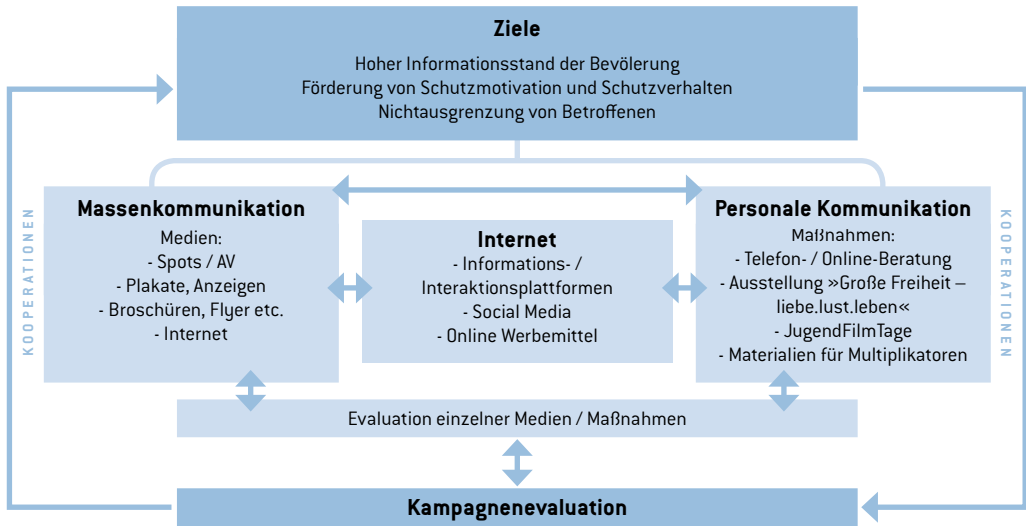 Ziele
Hoher Informationsstand der Bevölerung
Förderung von Schutzmotivation und Schutzverhalten
Nichtausgrenzung von Betroffenen
KOOPERATIONEN
Massenkommunikation
Medien:
- Spots / AV
- Plakate, Anzeigen
- Broschüren, Flyer etc.
- Internet
Internet
- Informations- /
Interaktionsplattformen
- Social Media
- Online Werbemittel
Personale Kommunikation
Maßnahmen:
- Telefon- / Online-Beratung
- Ausstellung »Große Freiheit –
liebe.lust.leben«
- JugendFilmTage
- Materialien für Multiplikatoren
KOOPERATIONEN
Evaluation einzelner Medien / Maßnahmen
Kampagnenevaluation